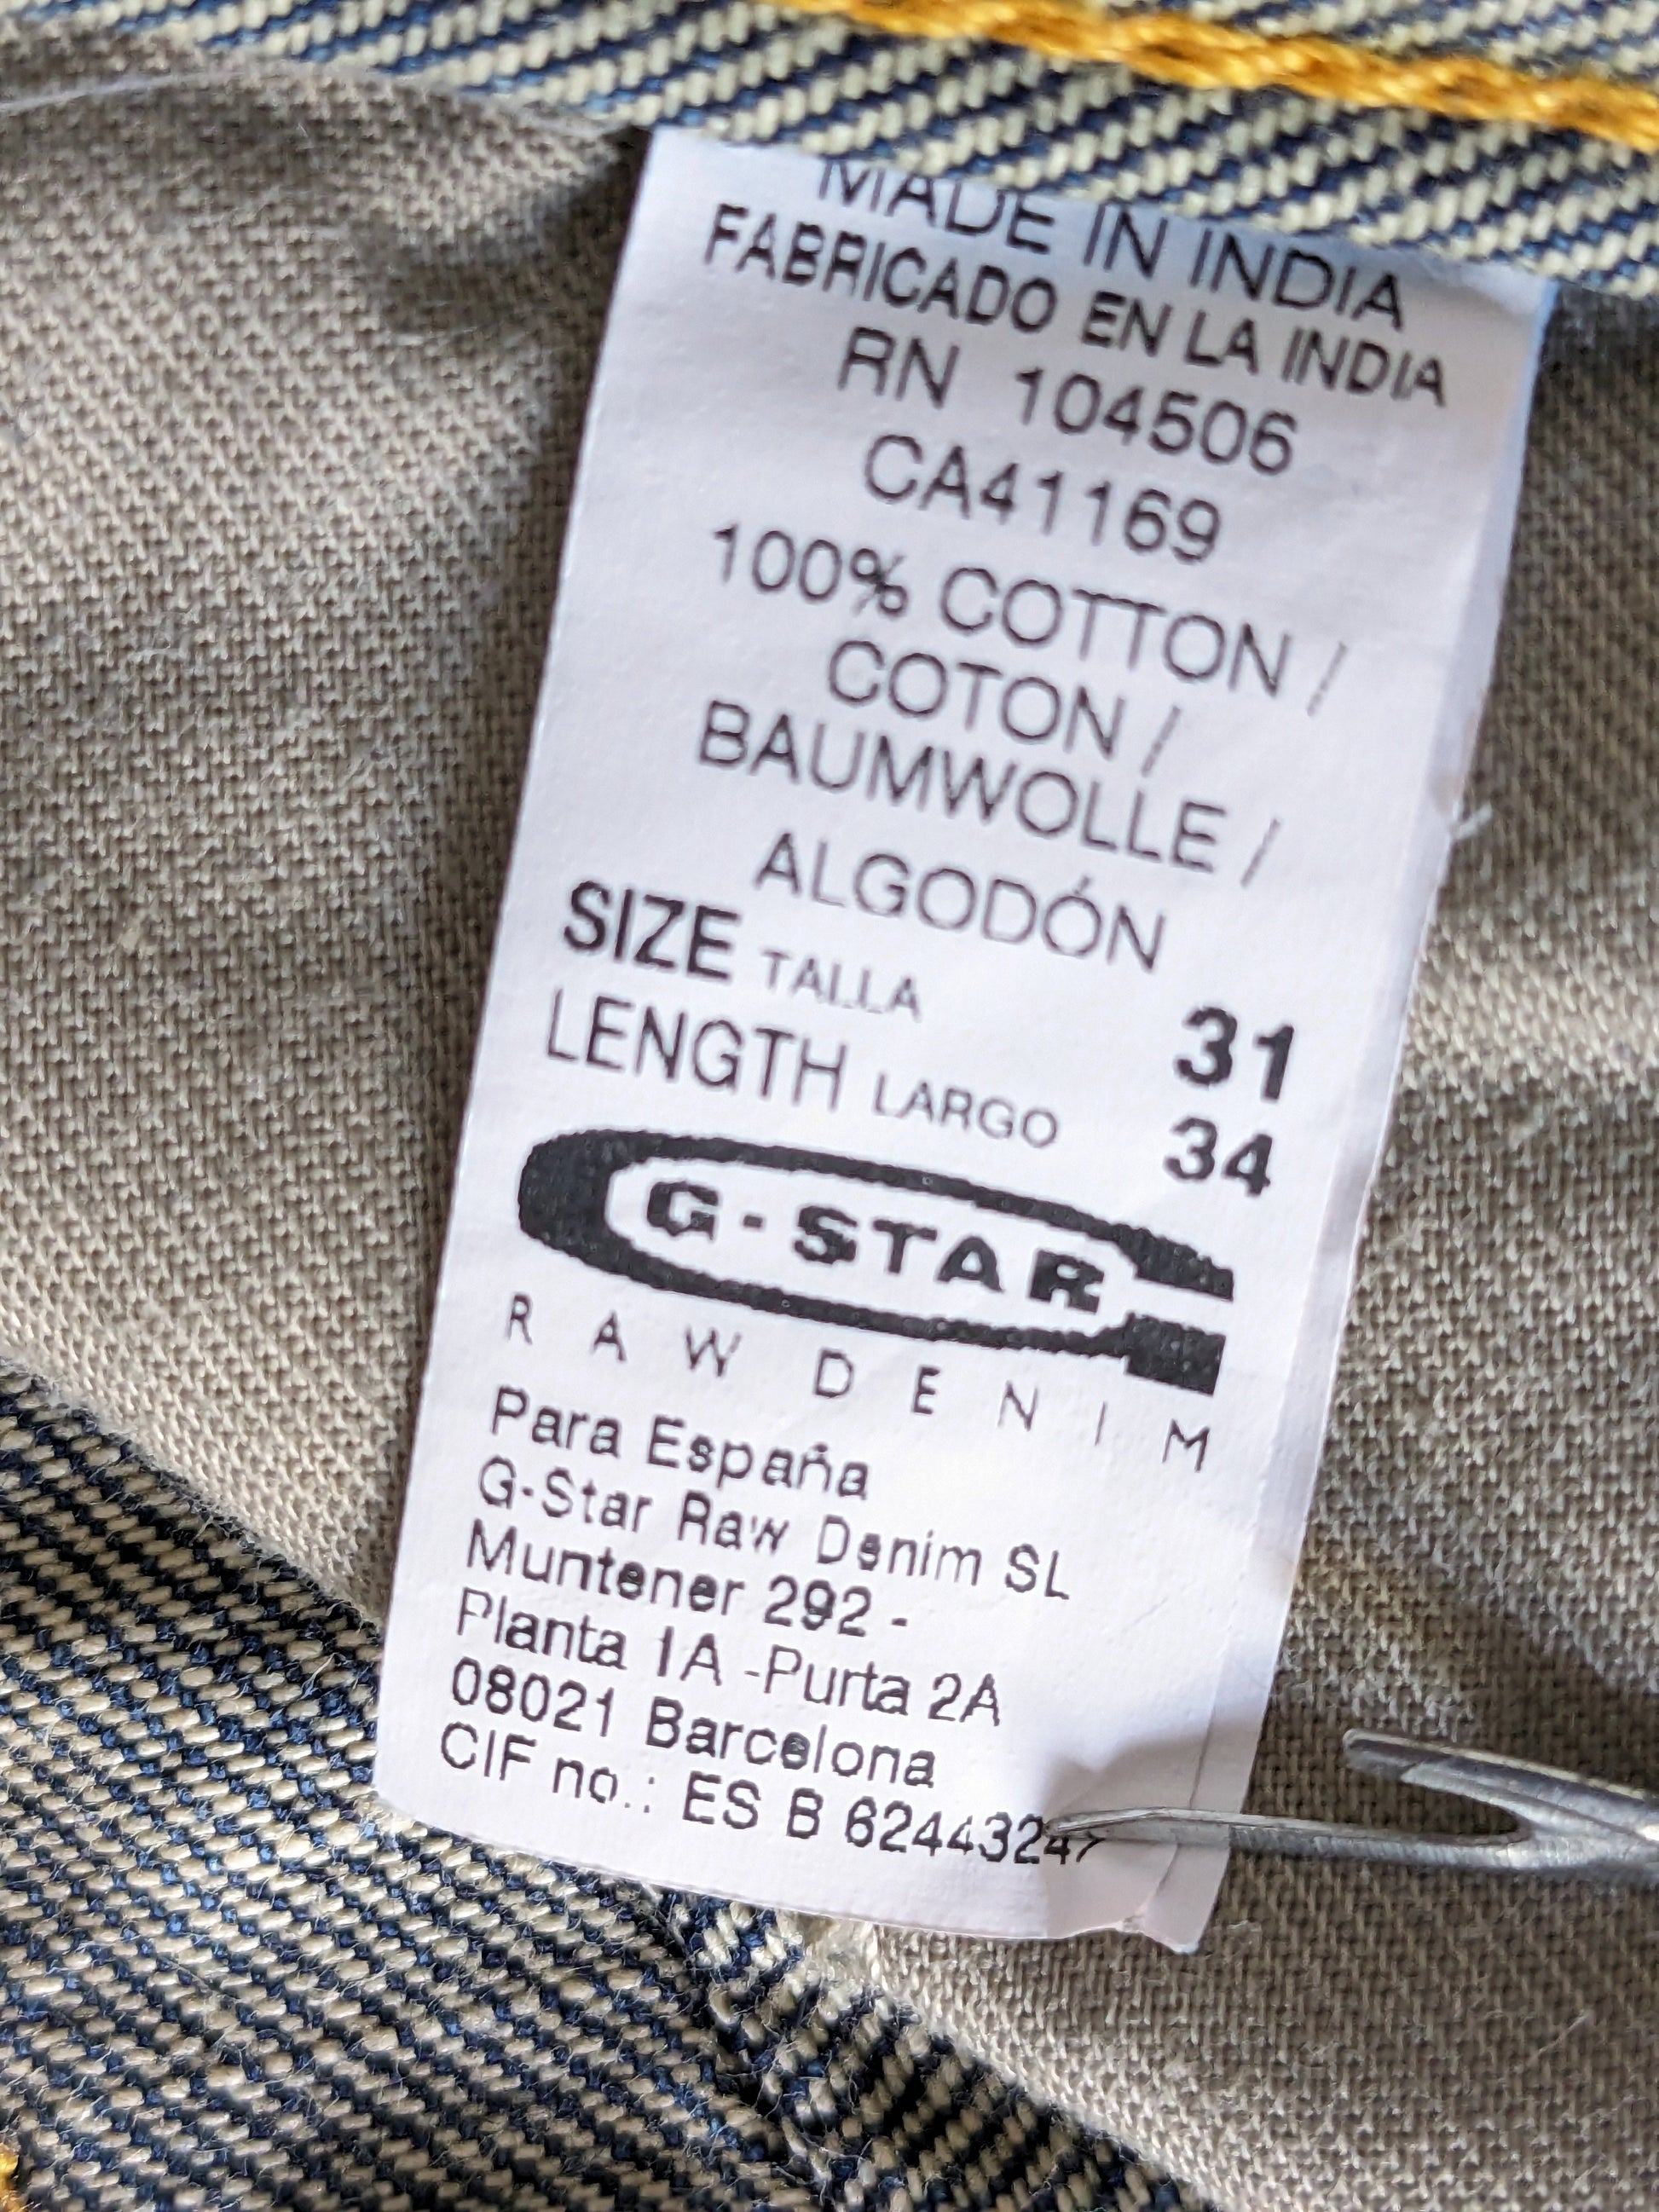 MADE IN INDIA
FABRICADO EN LA INDIA
RN 104506
CA41169
100% COTTON /
COTON /
BAUMWOLLE /
ALGODÓN
SIZE TALLA 31
LENGTH LARGO 34
G-STAR
RAW DENIM
Para España
G-Star Raw Denim SL
Muntener 292 -
Planta 1A -Purta 2A
08021 Barcelona
CIF no.: ES B 62443247